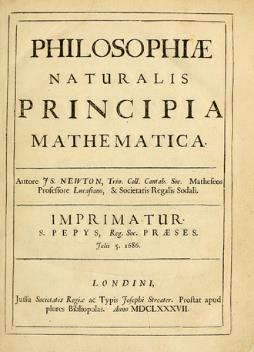 PHILOSOPHIÆ
NATURALIS
PRINCIPIA
MATHEMATICA.
Autore JS. NEWTON, Trin. Coll. Cantab. Soc. Matheseos
Professore Lucasiano, & Societatis Regalis Sodali.
IMPRIMATUR·
S. PEPYS, Reg. Soc. PRÆSES.
Julii 5. 1686.
LONDINI,
Jussu Societatis Regiæ ac Typis Josephi Streater. Prostat apud
plures Bibliopolas. Anno MDCLXXXVII.